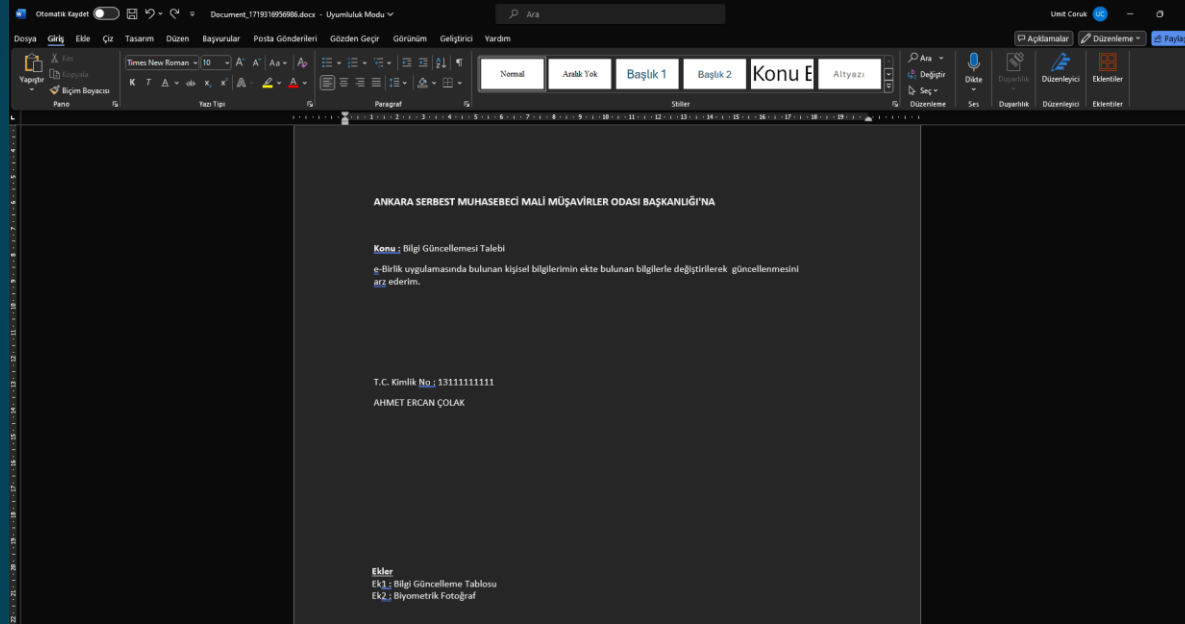 Otomatik Kaydet
Document_1719316956986.docx - Uyumluluk Modu
Ara
Umit Coruk UC
Dosya Giriş Ekle Çiz Tasarım Düzen Başvurular Posta Gönderileri Gözden Geçir Görünüm Geliştirici Yardım
Açıklamalar Düzenleme Paylaş
Yapıştır
Kes
Kopyala
Biçim Boyacısı
Pano
Times New Roman 10
K T A ab x, x'
Yazı Tipi
Paragraf
Normal Aralık Yok Başlık 1 Başlık 2 Konu B Altyazı
Stiller
Ara
Değiştir
Seç
Düzenleme
Dikte
Ses
Duyarlılık
Duyarlılık
Düzenleyici
Düzenleyici
Eklentiler
Eklentiler
ANKARA SERBEST MUHASEBECİ MALİ MÜŞAVİRLER ODASI BAŞKANLIĞI'NA
Konu : Bilgi Güncellemesi Talebi
e-Birlik uygulamasında bulunan kişisel bilgilerimin ekte bulunan bilgilerle değiştirilerek güncellenmesini
arz ederim.
T.C. Kimlik No : 13111111111
AHMET ERCAN ÇOLAK
Ekler
Ek1 : Bilgi Güncelleme Tablosu
Ek2 : Biyometrik Fotoğraf